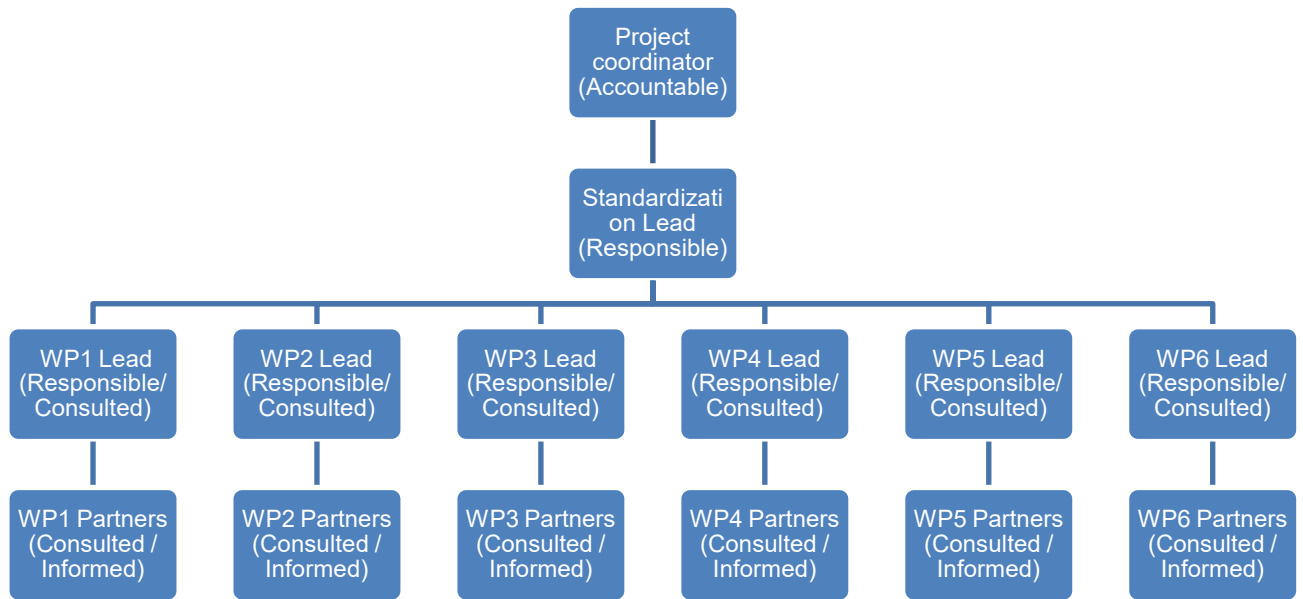 Project
coordinator
(Accountable)
Standardizati
on Lead
(Responsible)
WP1 Lead
(Responsible/
Consulted)
WP2 Lead
(Responsible/
Consulted)
WP3 Lead
(Responsible/
Consulted)
WP4 Lead
(Responsible/
Consulted)
WP5 Lead
(Responsible/
Consulted)
WP6 Lead
(Responsible/
Consulted)
WP1 Partners
(Consulted /
Informed)
WP2 Partners
(Consulted /
Informed)
WP3 Partners
(Consulted /
Informed)
WP4 Partners
(Consulted /
Informed)
WP5 Partners
(Consulted /
Informed)
WP6 Partners
(Consulted /
Informed)